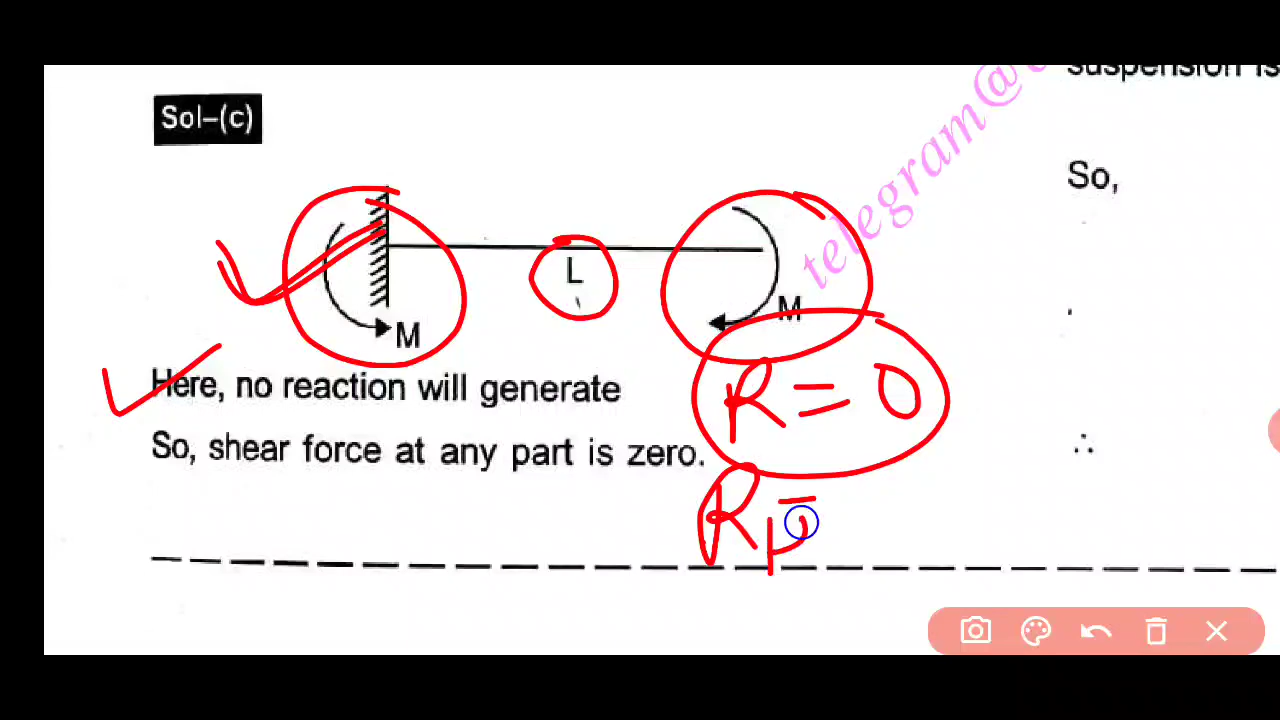 suspension is
Sol-(c)
telegram@
So,
L
M
M
Here, no reaction will generate
R = 0
So, shear force at any part is zero.
∴
R